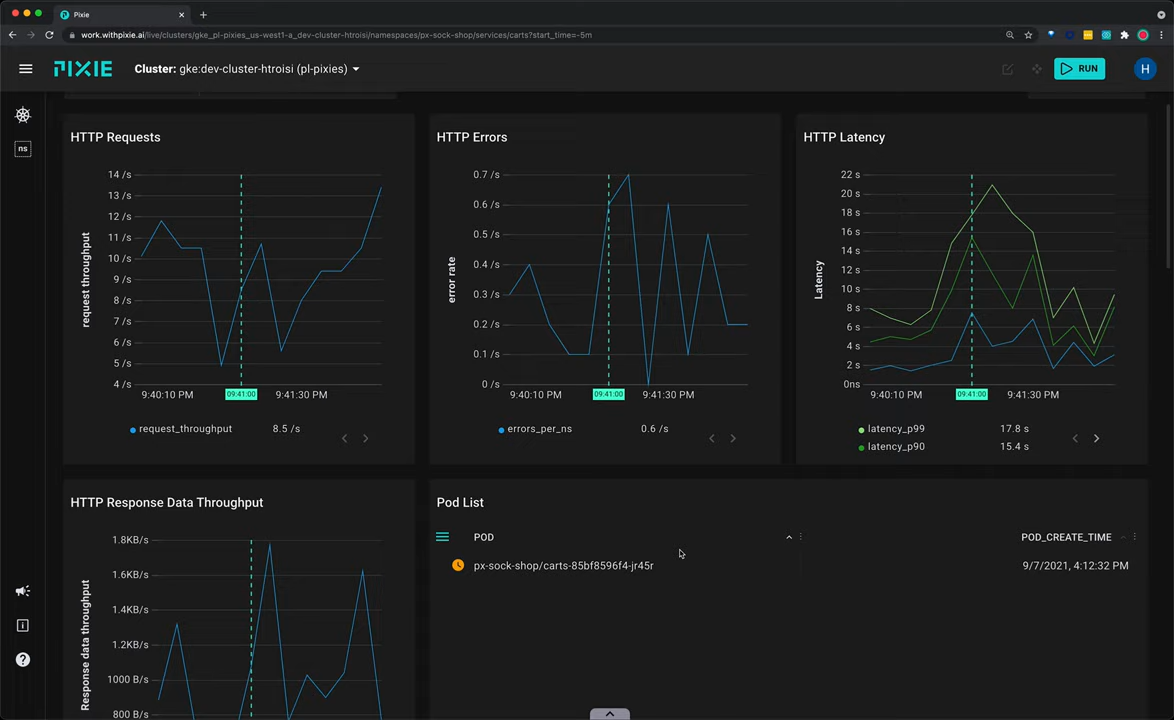 Pixie
work.withpixie.ai/live/clusters/gke_pl-pixies_us-west1-a_dev-cluster-htroisi/namespaces/px-sock-shop/services/carts?start_time=-5m
PIXIE
Cluster: gke:dev-cluster-htroisi (pl-pixies)
RUN
H
ns
HTTP Requests
14 /s
13 /s
12 /s
11 /s
10 /s
9 /s
8 /s
7 /s
6 /s
5 /s
4 /s
request throughput
9:40:10 PM
09:41:00
9:41:30 PM
request_throughput 8.5 /s
HTTP Errors
0.7 /s
0.6 /s
0.5 /s
0.4 /s
0.3 /s
0.2 /s
0.1 /s
0 /s
error rate
9:40:10 PM
09:41:00
9:41:30 PM
errors_per_ns 0.6 /s
HTTP Latency
22 s
20 s
18 s
16 s
14 s
12 s
10 s
8 s
6 s
4 s
2 s
0ns
Latency
9:40:10 PM
09:41:00
9:41:30 PM
latency_p99 17.8 s
latency_p90 15.4 s
HTTP Response Data Throughput
1.8KB/s
1.6KB/s
1.4KB/s
1.2KB/s
1000 B/s
800 B/s
Response data throughput
Pod List
POD POD_CREATE_TIME
px-sock-shop/carts-85bf8596f4-jr45r 9/7/2021, 4:12:32 PM